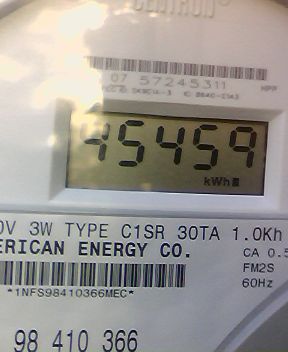 CENTRON
07 57245311
45459
kWh
0V 3W TYPE C1SR 30TA 1.0Kh
ERICAN ENERGY CO.
CA 0.5
FM2S
60Hz
*1NFS98410366MEC*
98 410 366